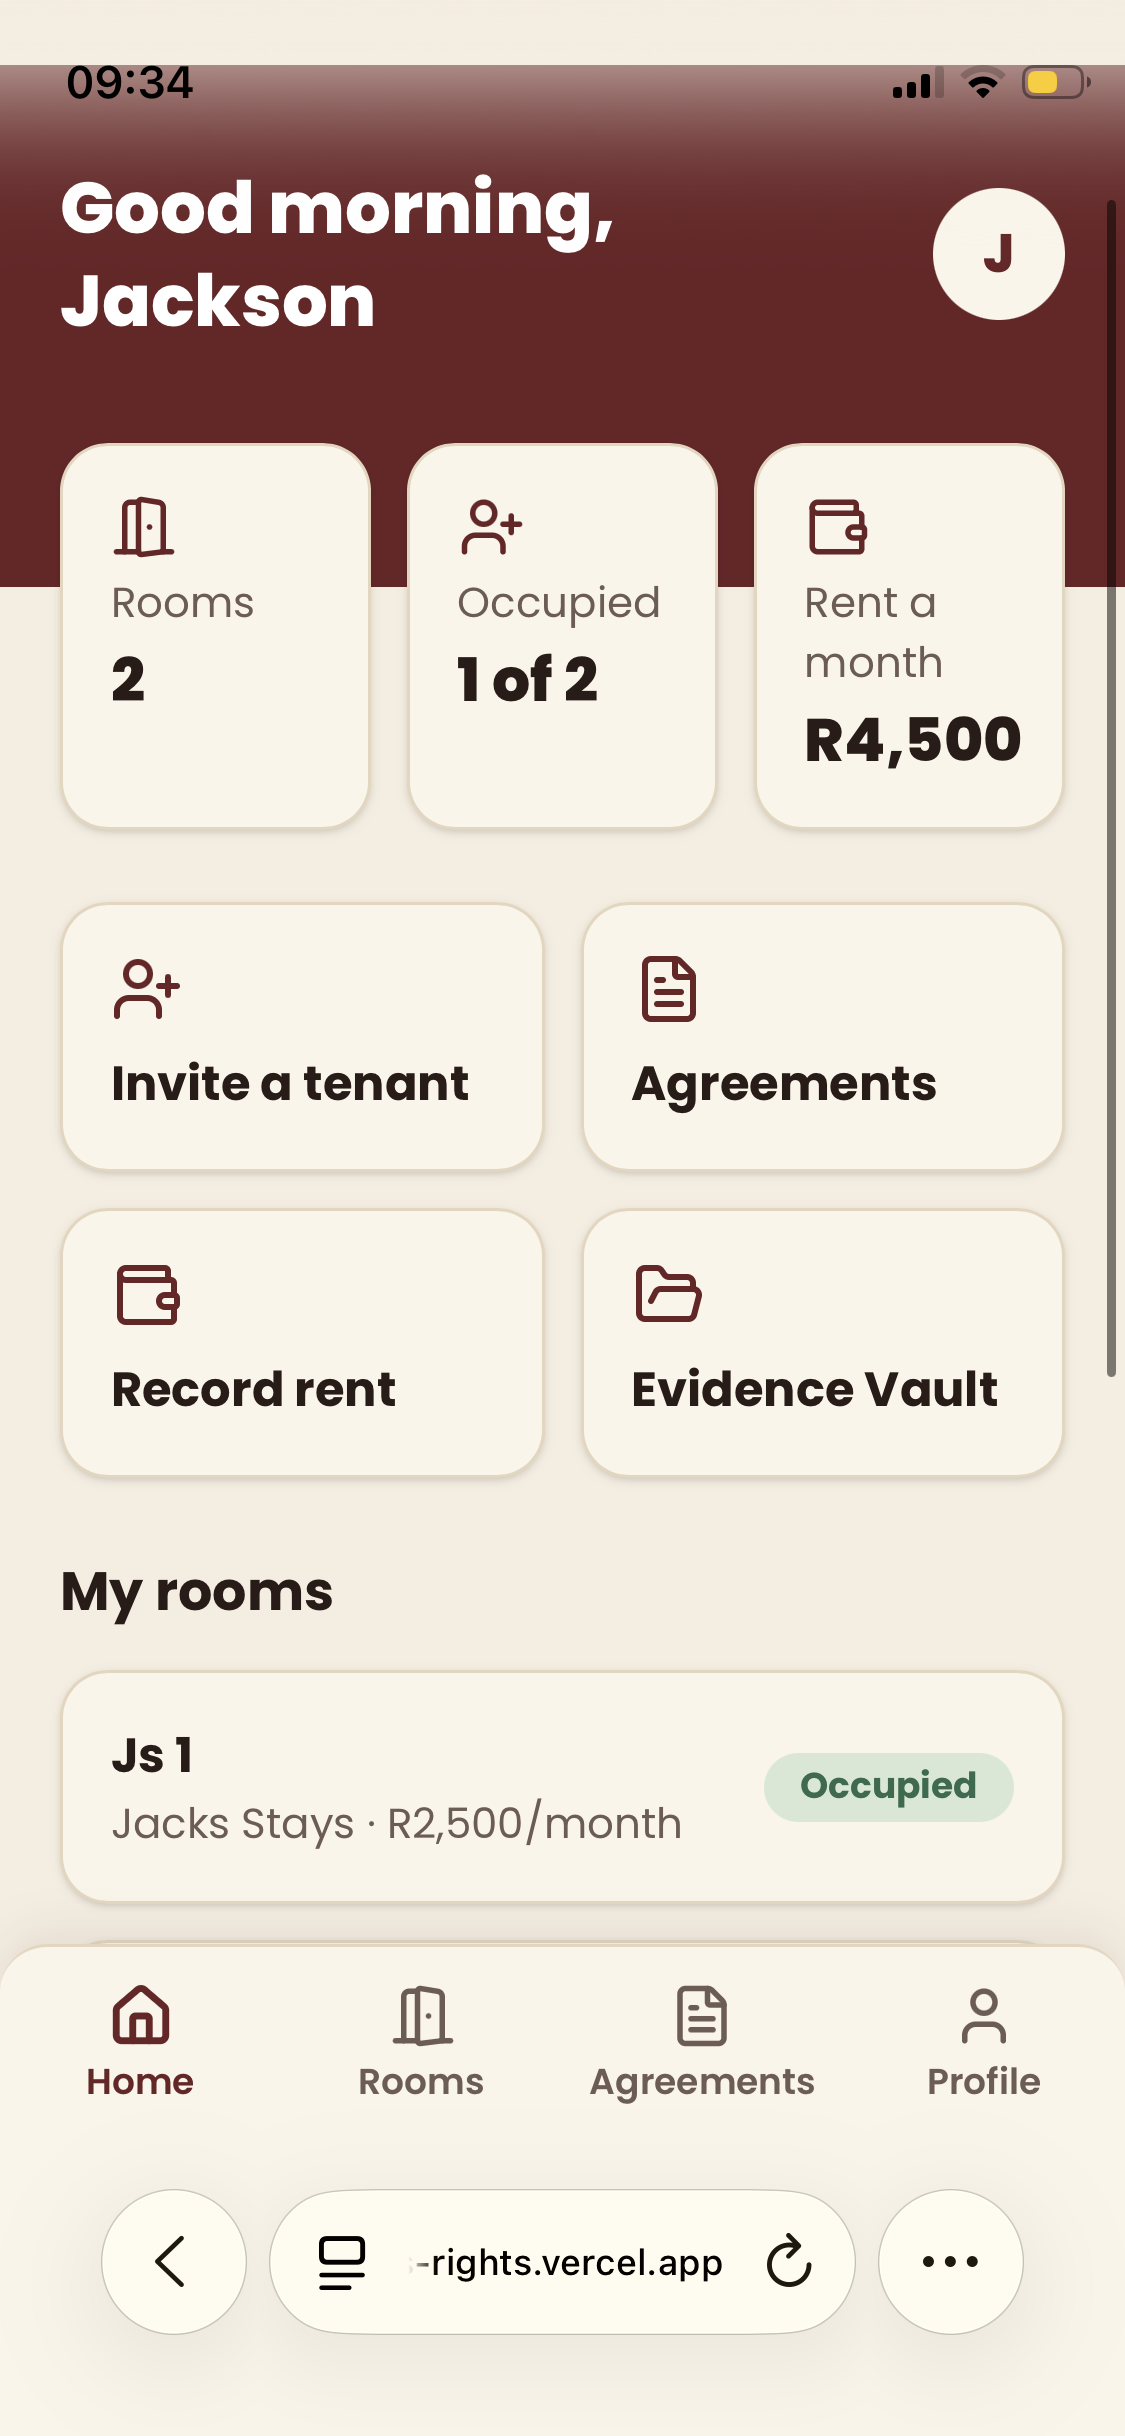 09:34
Good morning,
Jackson
J
Rooms
2
Occupied
1 of 2
Rent a
month
R4,500
Invite a tenant
Agreements
Record rent
Evidence Vault
My rooms
Js 1
Jacks Stays · R2,500/month
Occupied
Home
Rooms
Agreements
Profile
-rights.vercel.app